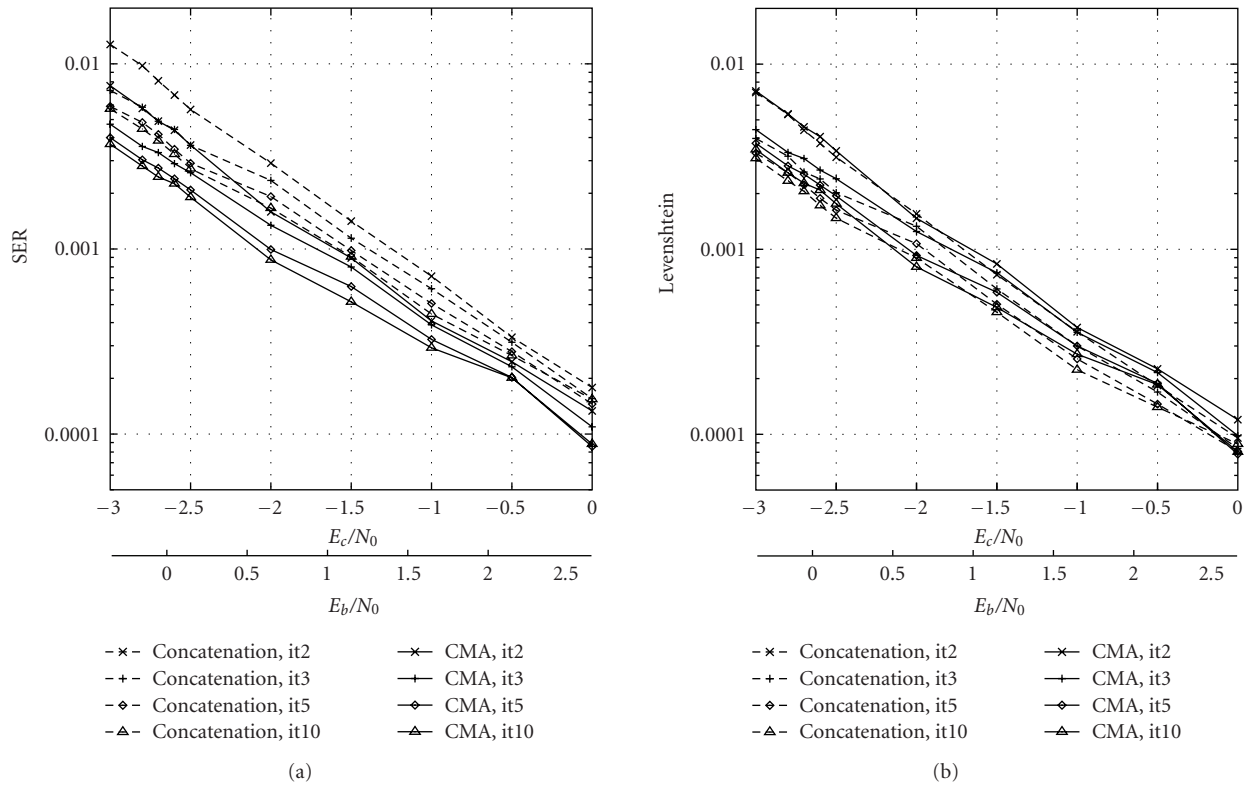 0.01
0.001
0.0001
SER
−3 −2.5 −2 −1.5 −1 −0.5 0
E_c/N_0
0 0.5 1 1.5 2 2.5
E_b/N_0
Concatenation, it2
Concatenation, it3
Concatenation, it5
Concatenation, it10
CMA, it2
CMA, it3
CMA, it5
CMA, it10
(a)
0.01
0.001
0.0001
Levenshtein
−3 −2.5 −2 −1.5 −1 −0.5 0
E_c/N_0
0 0.5 1 1.5 2 2.5
E_b/N_0
Concatenation, it2
Concatenation, it3
Concatenation, it5
Concatenation, it10
CMA, it2
CMA, it3
CMA, it5
CMA, it10
(b)